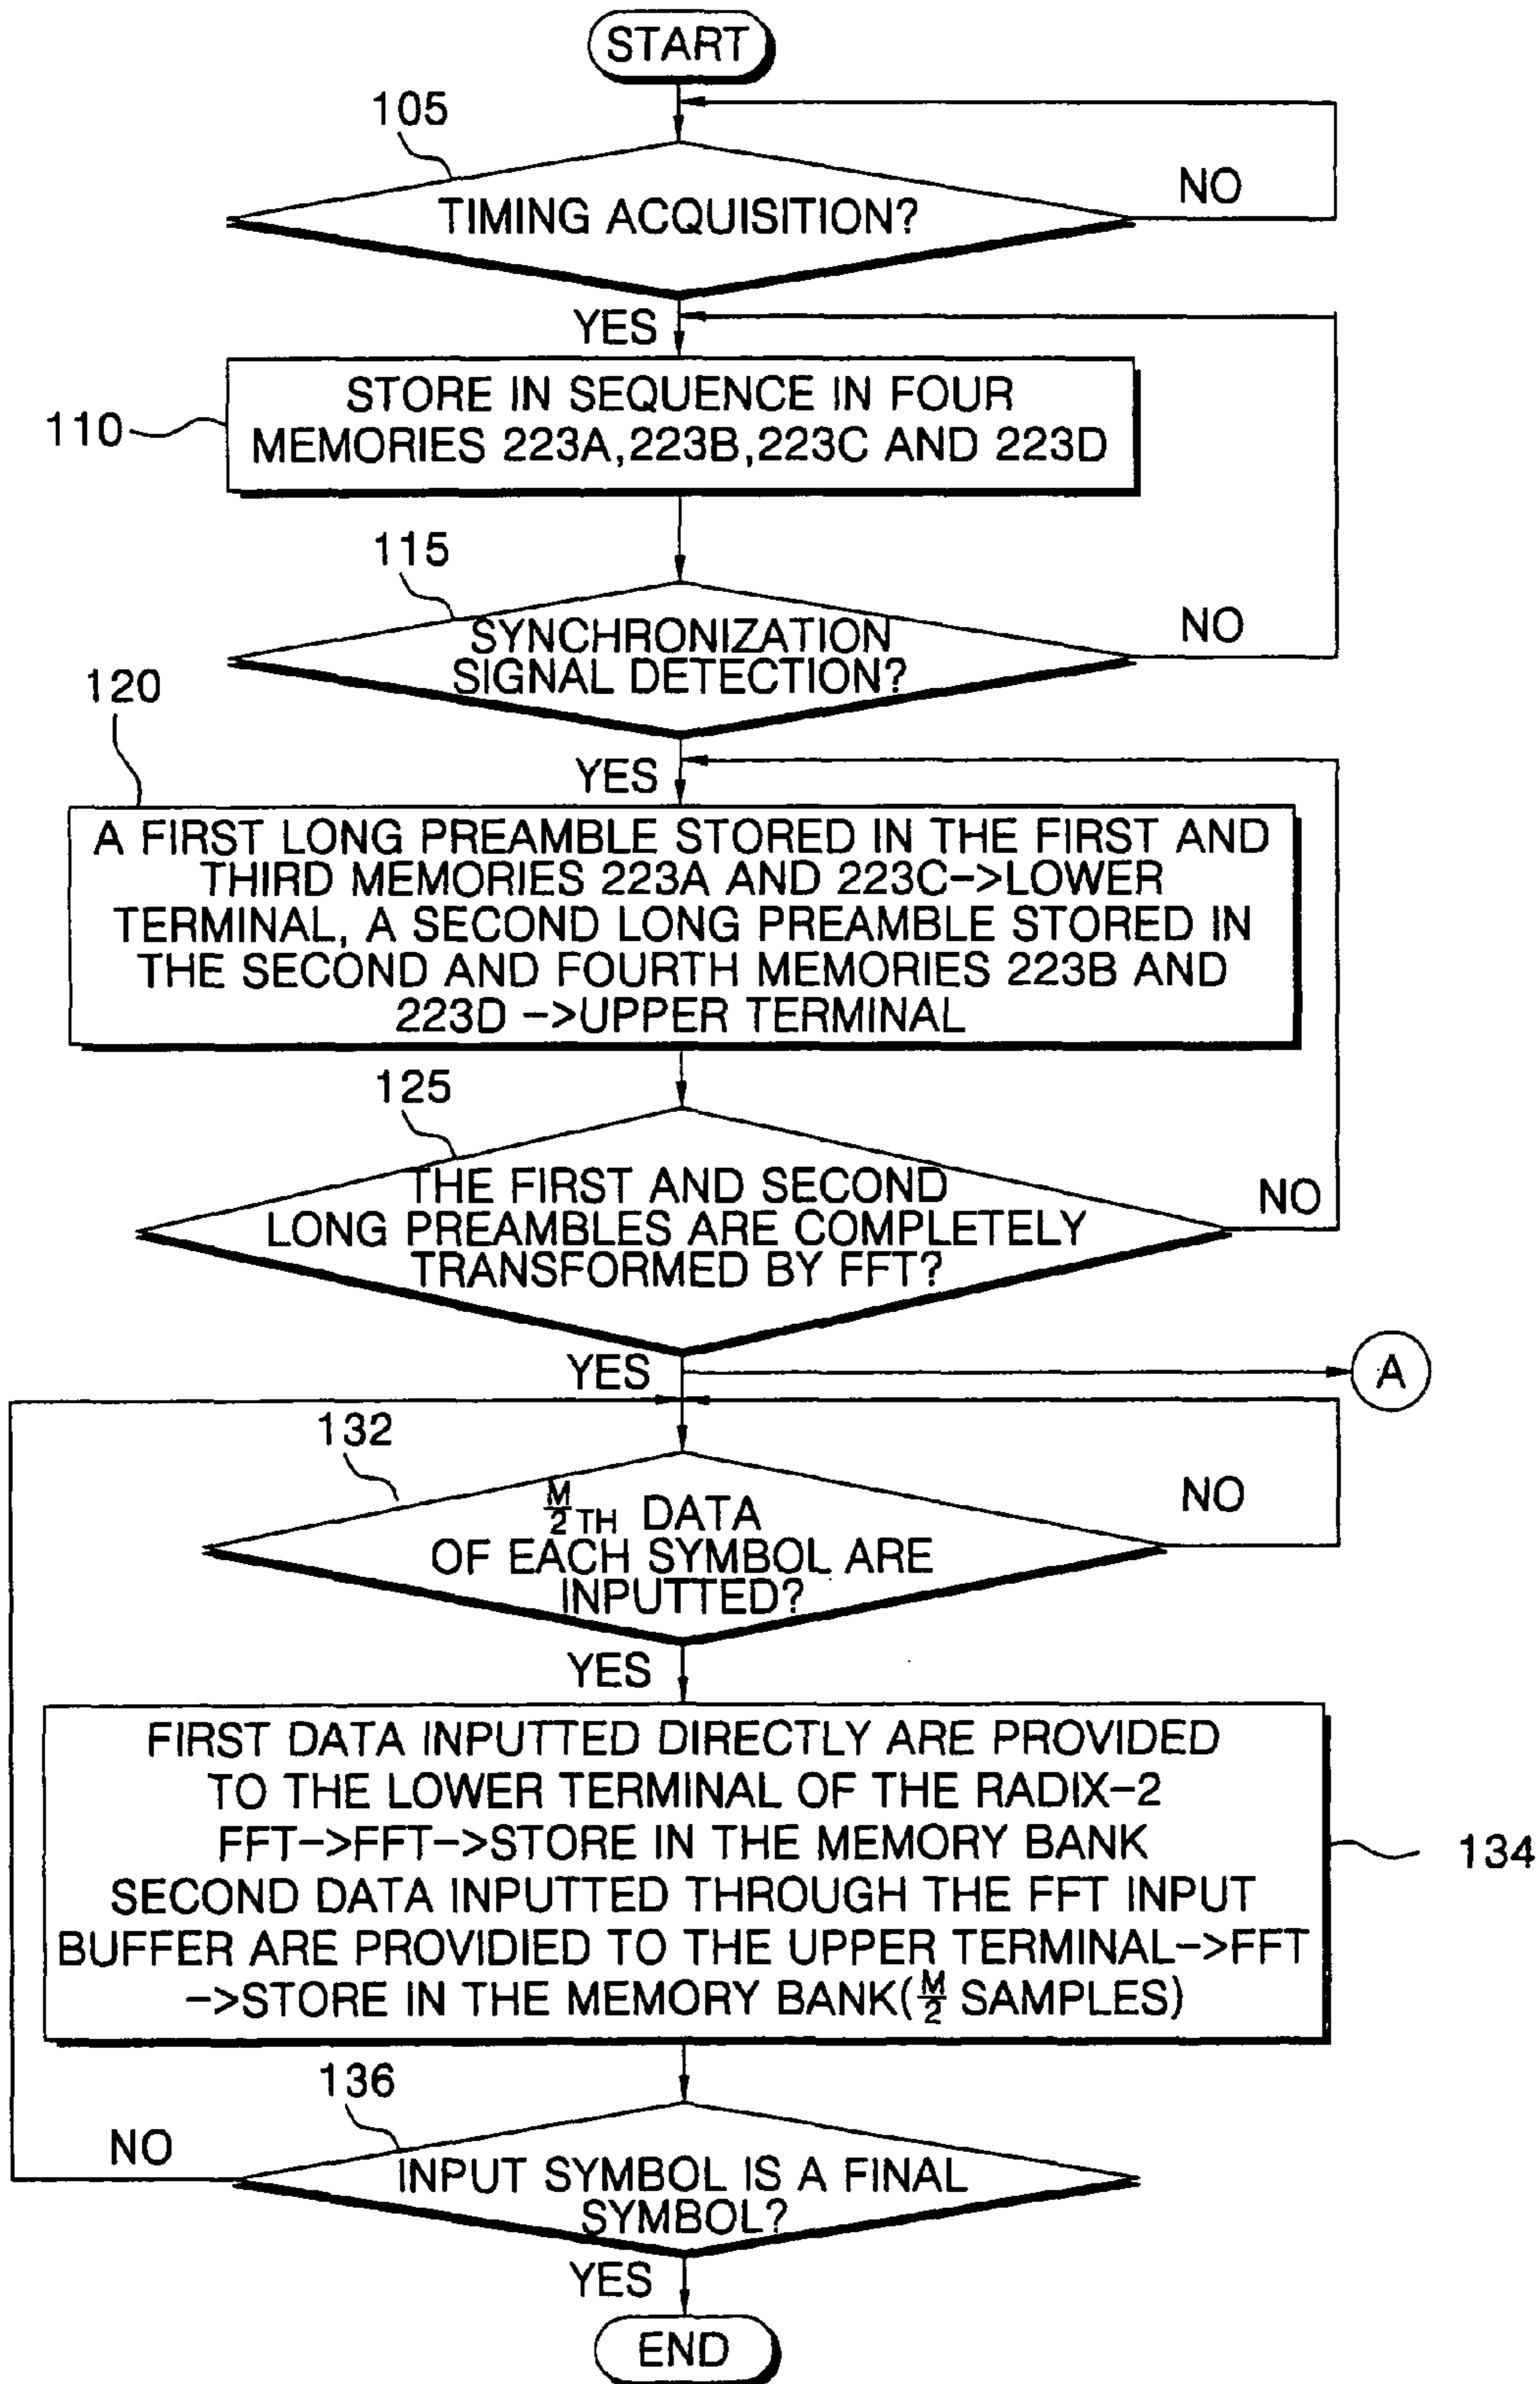 START
105
TIMING ACQUISITION?
NO
YES
STORE IN SEQUENCE IN FOUR
MEMORIES 223A,223B,223C AND 223D
110
115
SYNCHRONIZATION
SIGNAL DETECTION?
NO
120
YES
A FIRST LONG PREAMBLE STORED IN THE FIRST AND
THIRD MEMORIES 223A AND 223C->LOWER
TERMINAL, A SECOND LONG PREAMBLE STORED IN
THE SECOND AND FOURTH MEMORIES 223B AND
223D ->UPPER TERMINAL
125
THE FIRST AND SECOND
LONG PREAMBLES ARE COMPLETELY
TRANSFORMED BY FFT?
NO
YES
A
132
M/2 TH DATA
OF EACH SYMBOL ARE
INPUTTED?
NO
YES
FIRST DATA INPUTTED DIRECTLY ARE PROVIDED
TO THE LOWER TERMINAL OF THE RADIX-2
FFT->FFT->STORE IN THE MEMORY BANK
SECOND DATA INPUTTED THROUGH THE FFT INPUT
BUFFER ARE PROVIDIED TO THE UPPER TERMINAL->FFT
->STORE IN THE MEMORY BANK(M/2 SAMPLES)
134
136
NO
INPUT SYMBOL IS A FINAL
SYMBOL?
YES
END